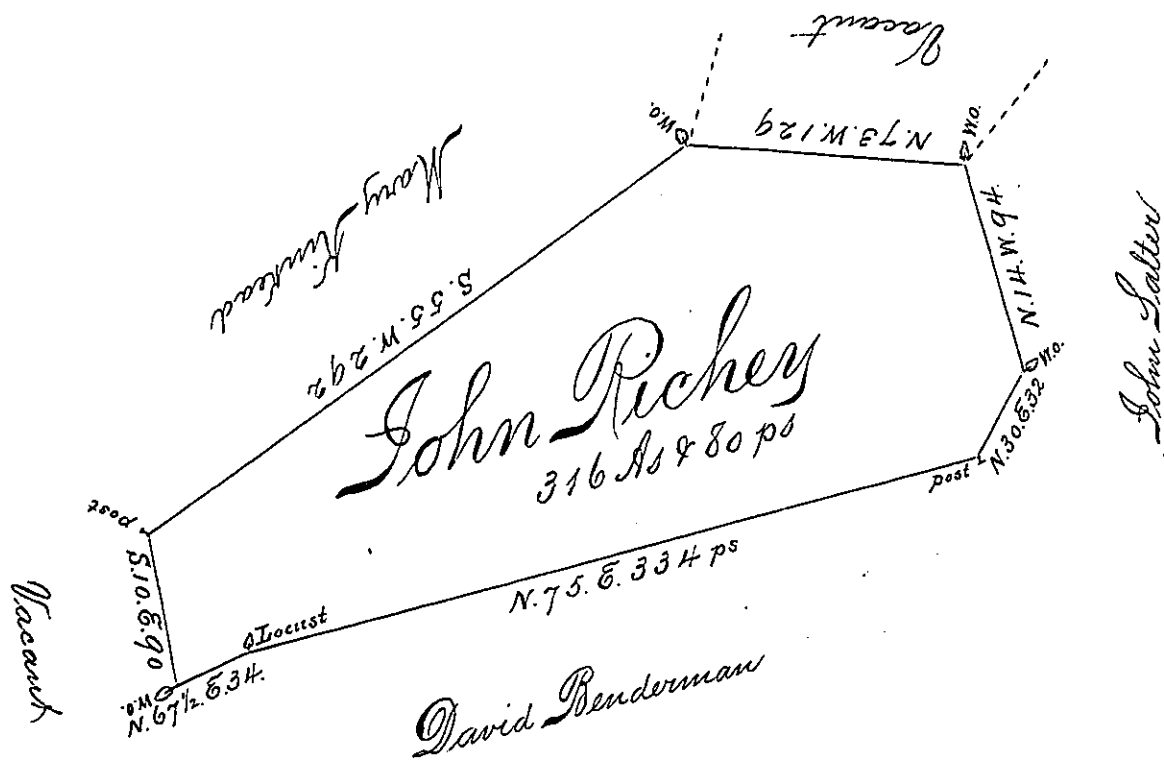 Vacant
W.O.
N.73.W.129
W.O.
Mary Kinkead
S.55.W.292
N.14.W.94.
John Salter
John Richey
316 As & 80 ps
W.O.
N.30.E.32
post
post
S.10.E.90
N.75.E.334 ps
Vacant
Locust
W.O.
N.67½.E.34.
David Benderman